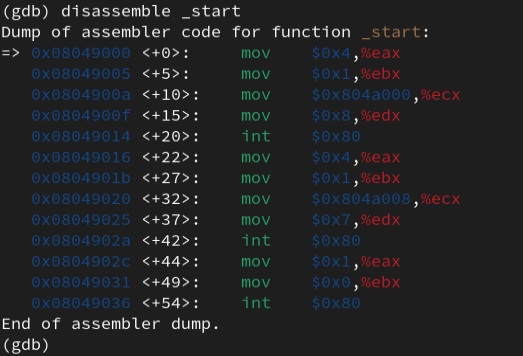 (gdb) disassemble _start
Dump of assembler code for function _start:
=> 0x08049000 <+0>:     mov    $0x4,%eax
   0x08049005 <+5>:     mov    $0x1,%ebx
   0x0804900a <+10>:    mov    $0x804a000,%ecx
   0x0804900f <+15>:    mov    $0x8,%edx
   0x08049014 <+20>:    int    $0x80
   0x08049016 <+22>:    mov    $0x4,%eax
   0x0804901b <+27>:    mov    $0x1,%ebx
   0x08049020 <+32>:    mov    $0x804a008,%ecx
   0x08049025 <+37>:    mov    $0x7,%edx
   0x0804902a <+42>:    int    $0x80
   0x0804902c <+44>:    mov    $0x1,%eax
   0x08049031 <+49>:    mov    $0x0,%ebx
   0x08049036 <+54>:    int    $0x80
End of assembler dump.
(gdb)